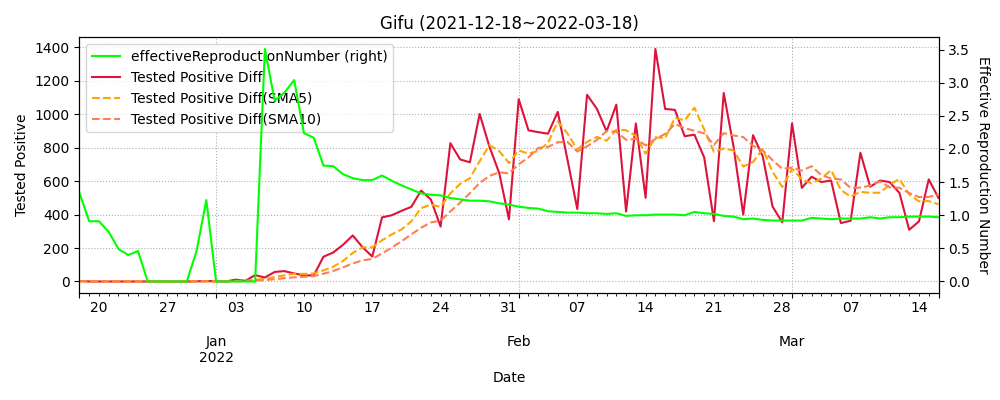 Gifu (2021-12-18~2022-03-18)
effectiveReproductionNumber (right)
Tested Positive Diff
Tested Positive Diff(SMA5)
Tested Positive Diff(SMA10)
Tested Positive
1400
1200
1000
800
600
400
200
0
3.5
3.0
2.5
2.0
1.5
1.0
0.5
0.0
Effective Reproduction Number
20 27 03 10 17 24 31 07 14 21 28 07 14
Jan Feb Mar
2022
Date